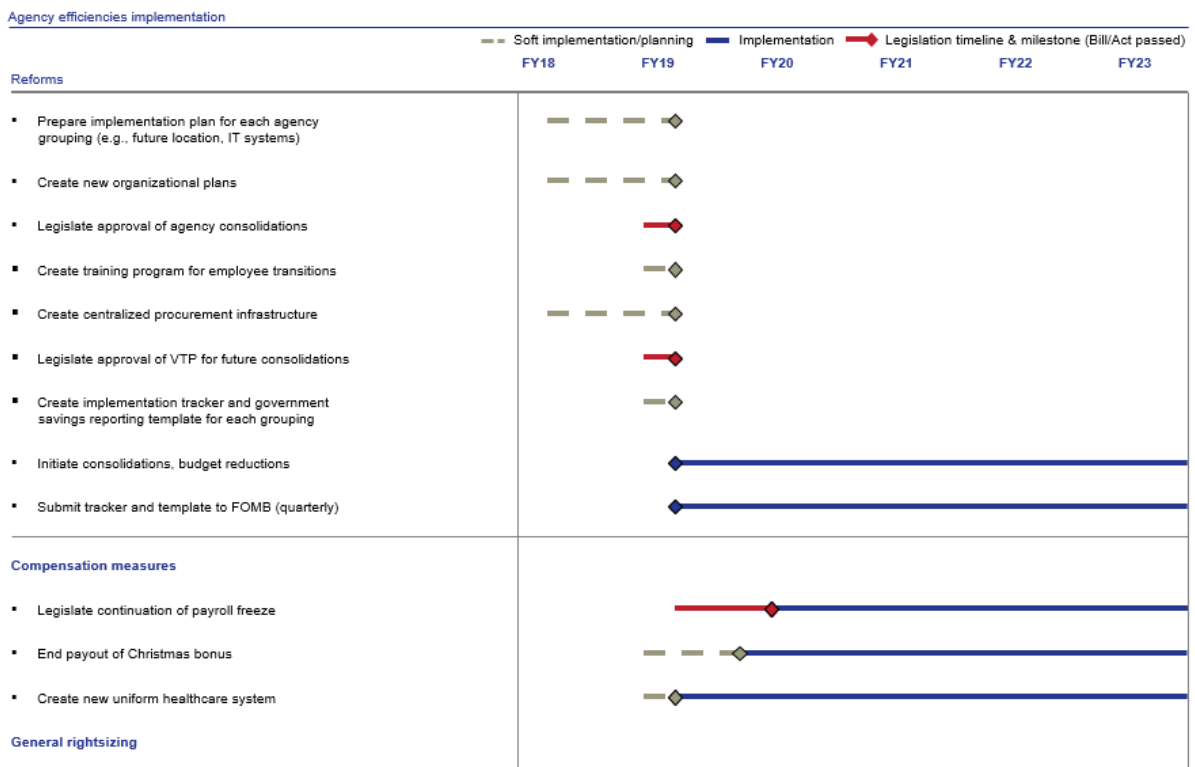 Agency efficiencies implementation
Soft implementation/planning Implementation Legislation timeline & milestone (Bill/Act passed)
FY18 FY19 FY20 FY21 FY22 FY23
Reforms
▪ Prepare implementation plan for each agency
grouping (e.g., future location, IT systems)
▪ Create new organizational plans
▪ Legislate approval of agency consolidations
▪ Create training program for employee transitions
▪ Create centralized procurement infrastructure
▪ Legislate approval of VTP for future consolidations
▪ Create implementation tracker and government
savings reporting template for each grouping
▪ Initiate consolidations, budget reductions
▪ Submit tracker and template to FOMB (quarterly)
Compensation measures
▪ Legislate continuation of payroll freeze
▪ End payout of Christmas bonus
▪ Create new uniform healthcare system
General rightsizing